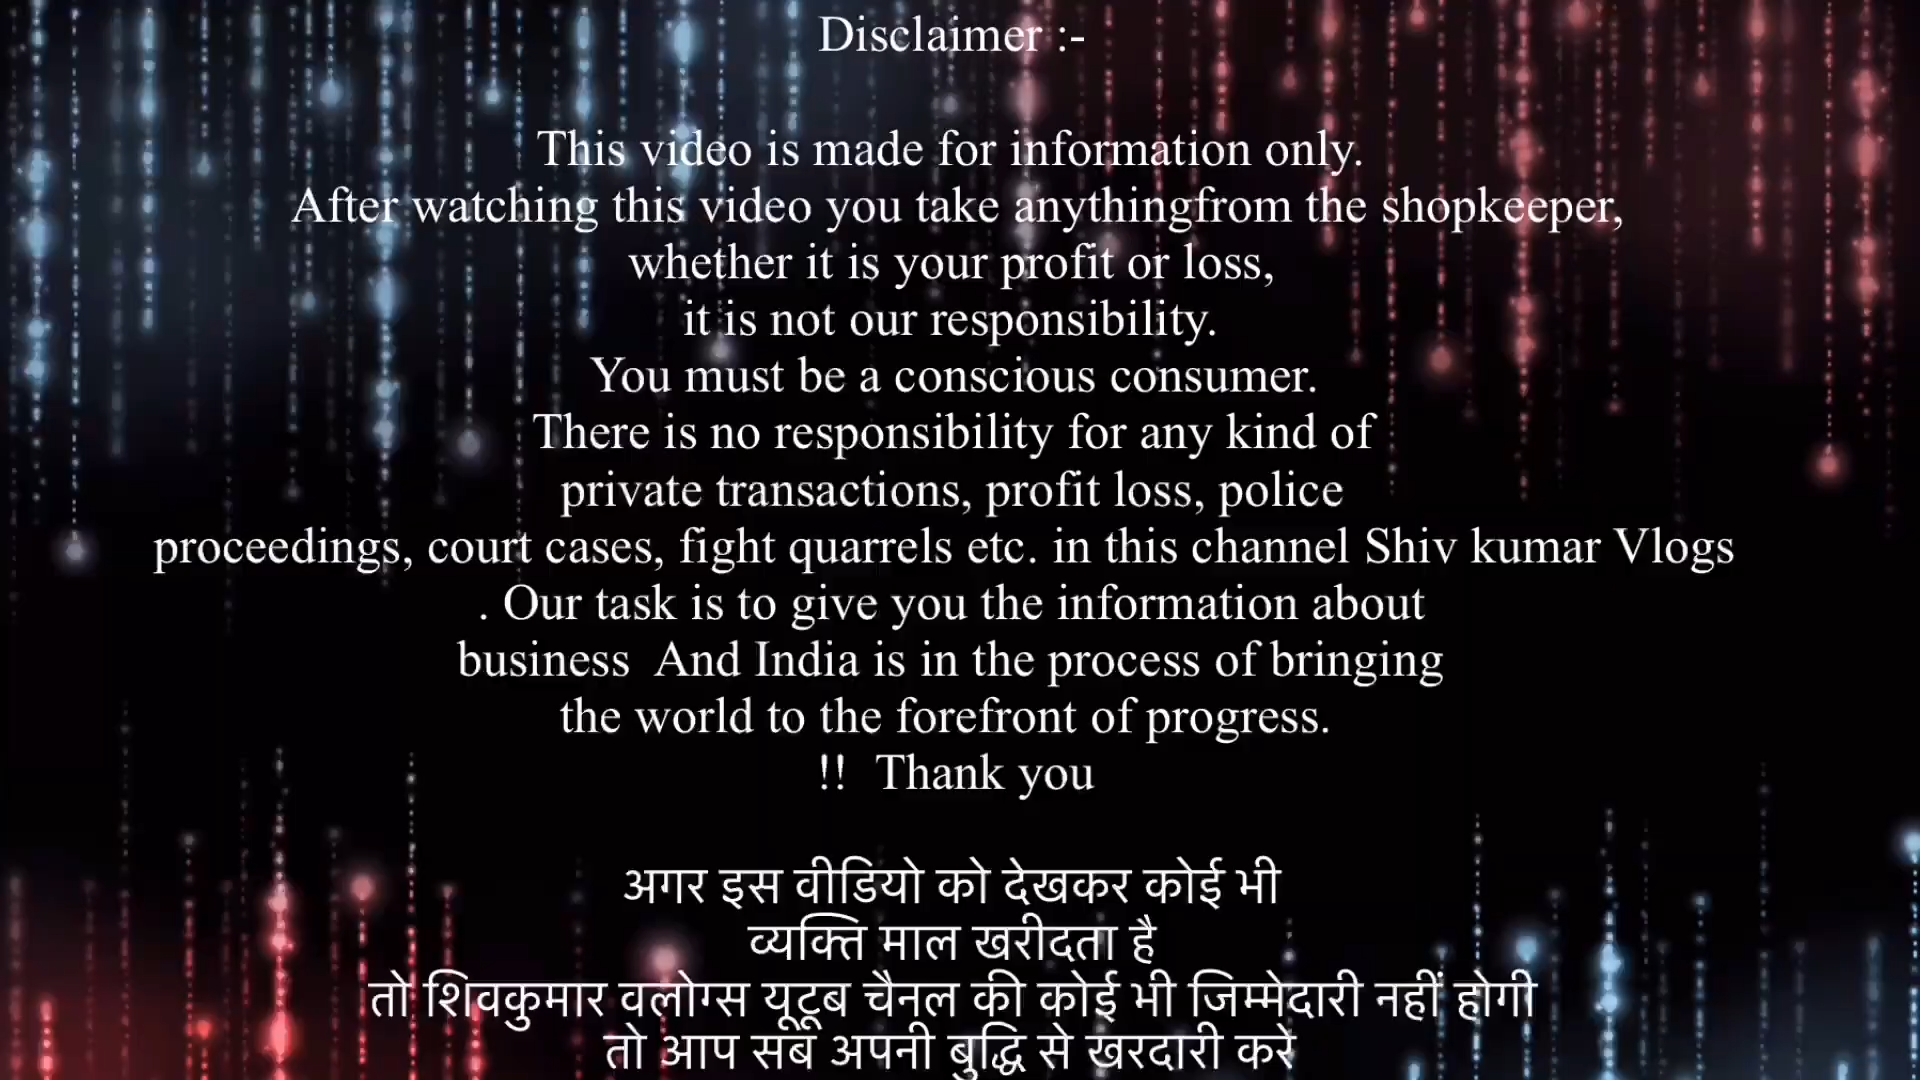 Disclaimer :-
This video is made for information only.
After watching this video you take anythingfrom the shopkeeper,
whether it is your profit or loss,
it is not our responsibility.
You must be a conscious consumer.
There is no responsibility for any kind of
private transactions, profit loss, police
proceedings, court cases, fight quarrels etc. in this channel Shiv kumar Vlogs
. Our task is to give you the information about
business  And India is in the process of bringing
the world to the forefront of progress.
!!  Thank you
अगर इस वीडियो को देखकर कोई भी
व्यक्ति माल खरीदता है
तो शिवकुमार वलोग्स यूटूब चैनल की कोई भी जिम्मेदारी नहीं होगी
तो आप सब अपनी बुद्धि से खरदारी करे